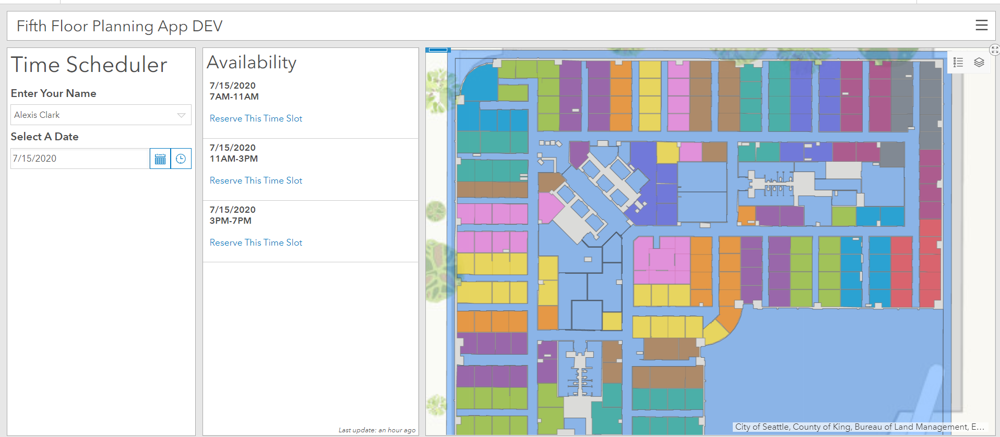 Fifth Floor Planning App DEV
Time Scheduler
Enter Your Name
Alexis Clark
Select A Date
7/15/2020
Availability
7/15/2020
7AM-11AM
Reserve This Time Slot
7/15/2020
11AM-3PM
Reserve This Time Slot
7/15/2020
3PM-7PM
Reserve This Time Slot
Last update: an hour ago
City of Seattle, County of King, Bureau of Land Management, E...